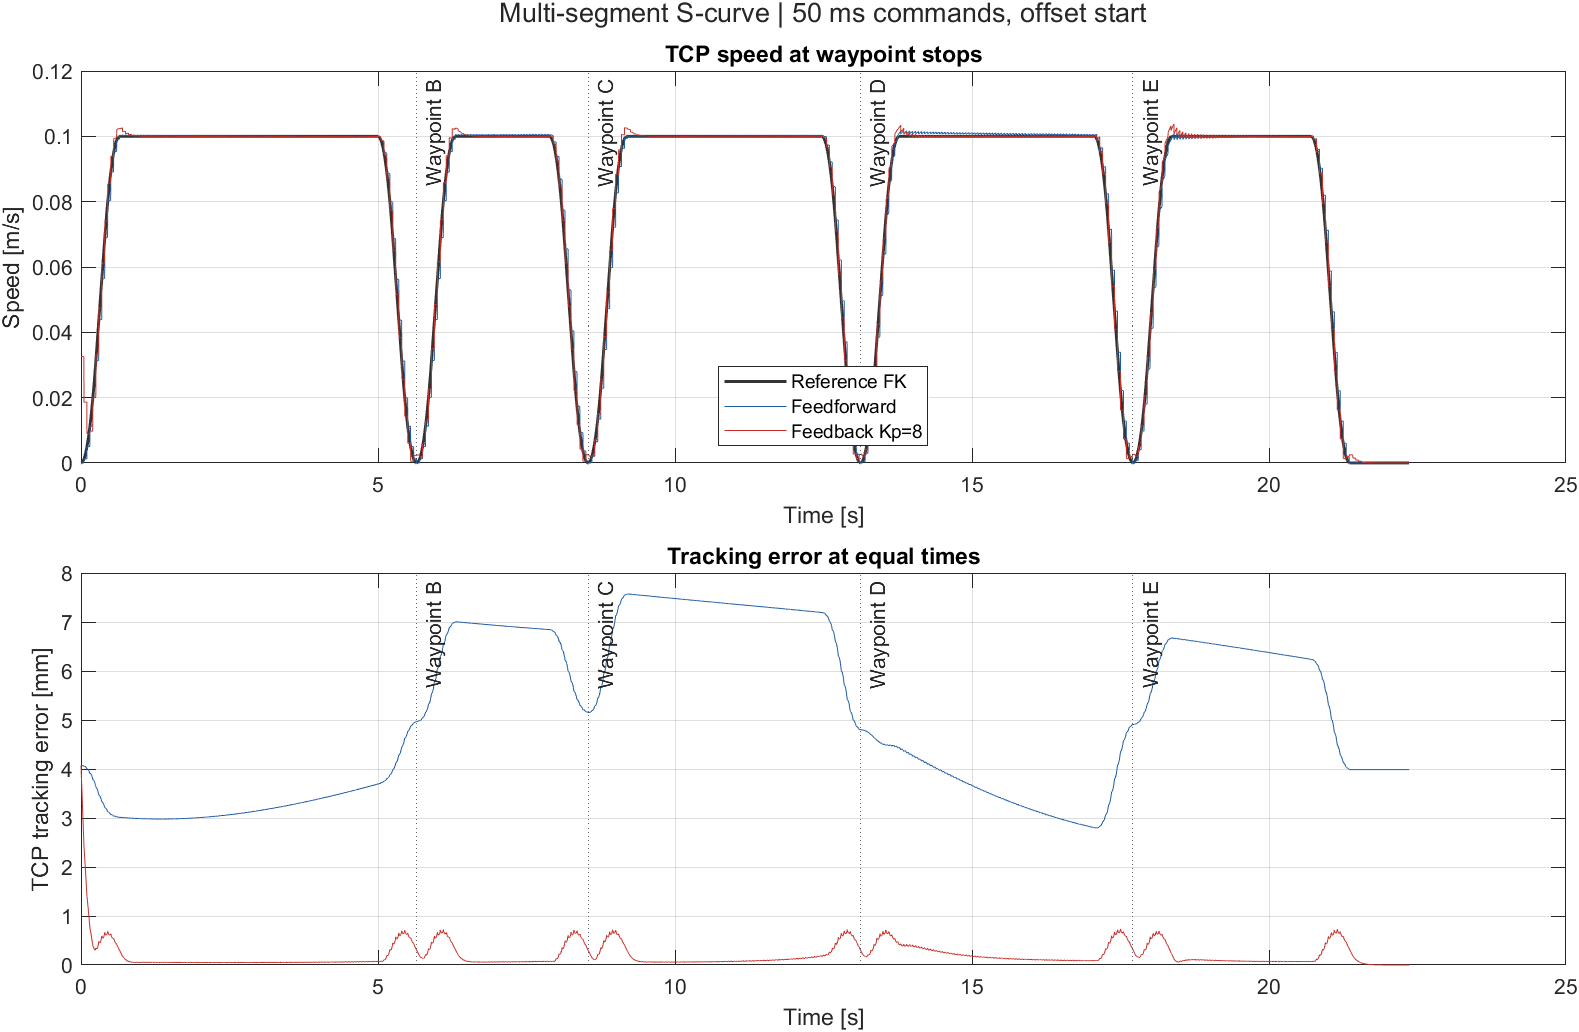 Multi-segment S-curve | 50 ms commands, offset start
TCP speed at waypoint stops
0.12
0.1
0.08
0.06
0.04
0.02
0
Speed [m/s]
Waypoint B
Waypoint C
Waypoint D
Waypoint E
Reference FK
Feedforward
Feedback Kp=8
0 5 10 15 20 25
Time [s]
Tracking error at equal times
8
7
6
5
4
3
2
1
0
TCP tracking error [mm]
Waypoint B
Waypoint C
Waypoint D
Waypoint E
0 5 10 15 20 25
Time [s]